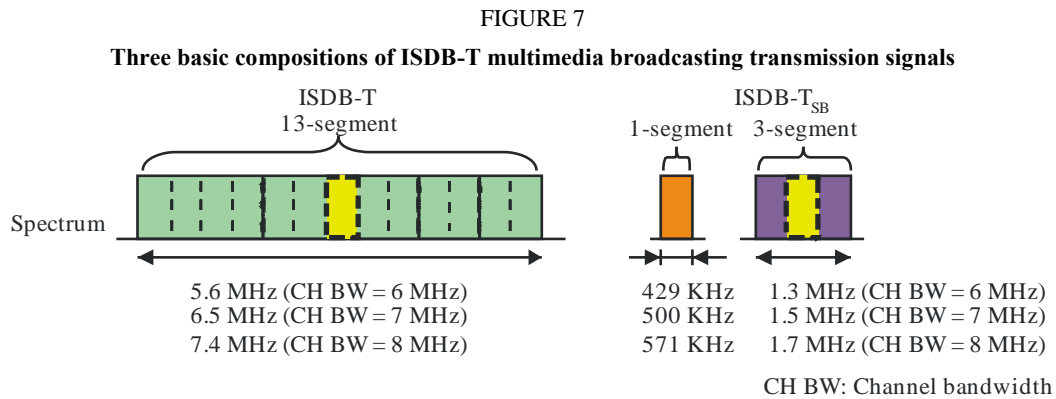 FIGURE 7
Three basic compositions of ISDB-T multimedia broadcasting transmission signals
ISDB-T
13-segment
ISDB-T_SB
1-segment 3-segment
Spectrum
5.6 MHz (CH BW = 6 MHz)
6.5 MHz (CH BW = 7 MHz)
7.4 MHz (CH BW = 8 MHz)
429 KHz
500 KHz
571 KHz
1.3 MHz (CH BW = 6 MHz)
1.5 MHz (CH BW = 7 MHz)
1.7 MHz (CH BW = 8 MHz)
CH BW: Channel bandwidth